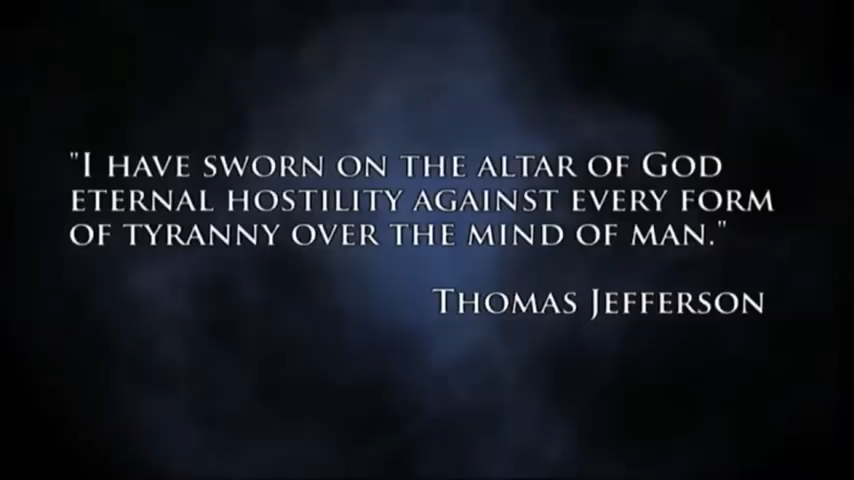 "I have sworn on the altar of God
eternal hostility against every form
of tyranny over the mind of man."
Thomas Jefferson